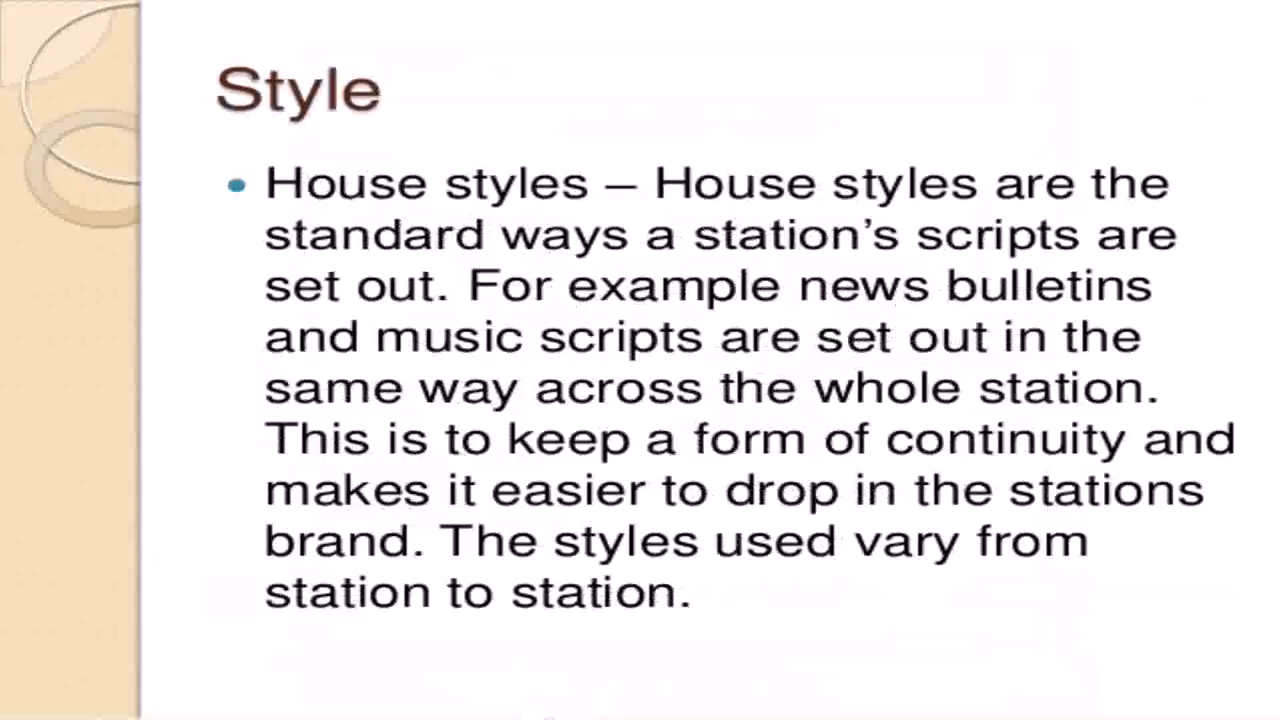 Style
• House styles – House styles are the
standard ways a station’s scripts are
set out. For example news bulletins
and music scripts are set out in the
same way across the whole station.
This is to keep a form of continuity and
makes it easier to drop in the stations
brand. The styles used vary from
station to station.